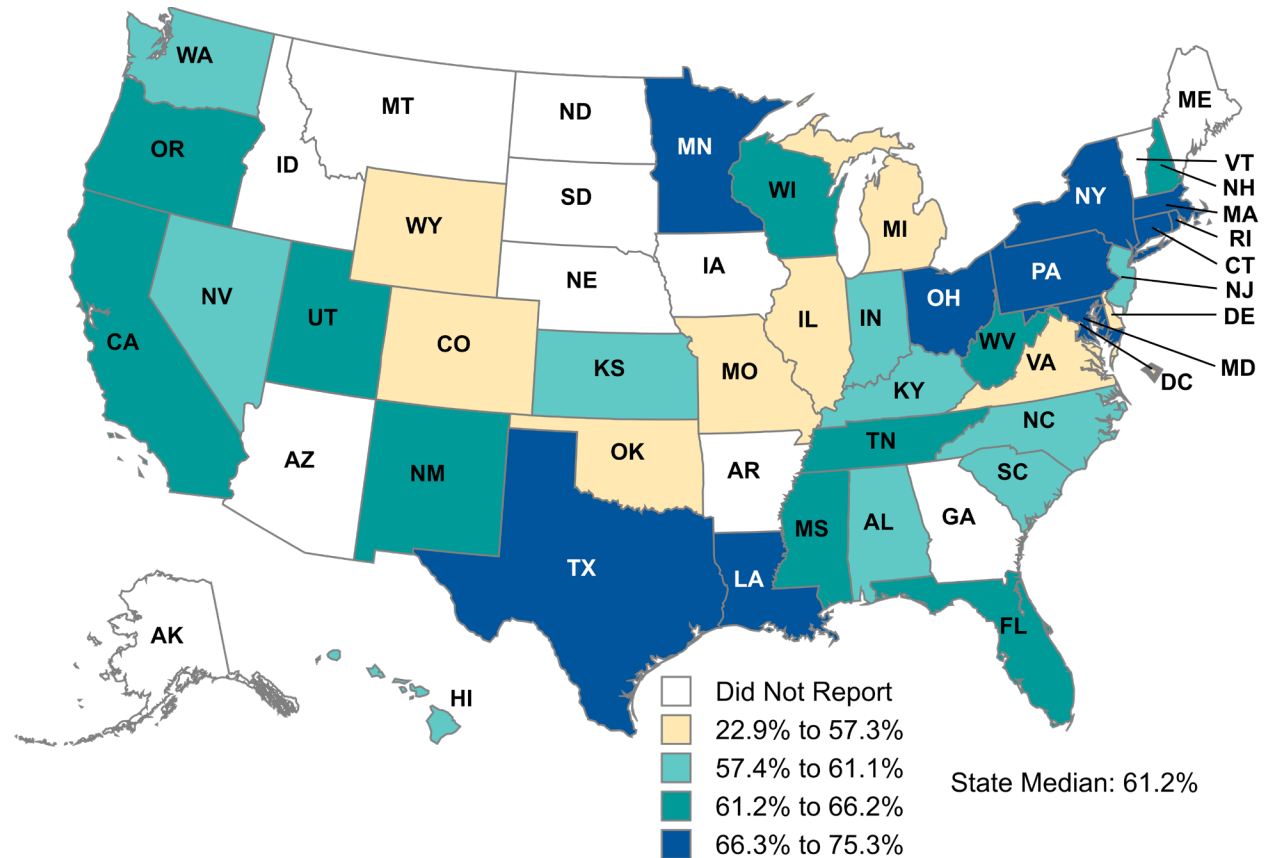 WA
MT
ND
MN
ME
OR
ID
SD
WI
MI
NY
VT
NH
MA
RI
CT
NJ
DE
MD
DC
WY
NE
IA
PA
NV
UT
CO
KS
MO
IL
IN
OH
WV
VA
CA
KY
NC
TN
SC
AZ
NM
OK
AR
MS
AL
GA
TX
LA
FL
AK
HI
Did Not Report
22.9% to 57.3%
57.4% to 61.1%
61.2% to 66.2%
66.3% to 75.3%
State Median: 61.2%